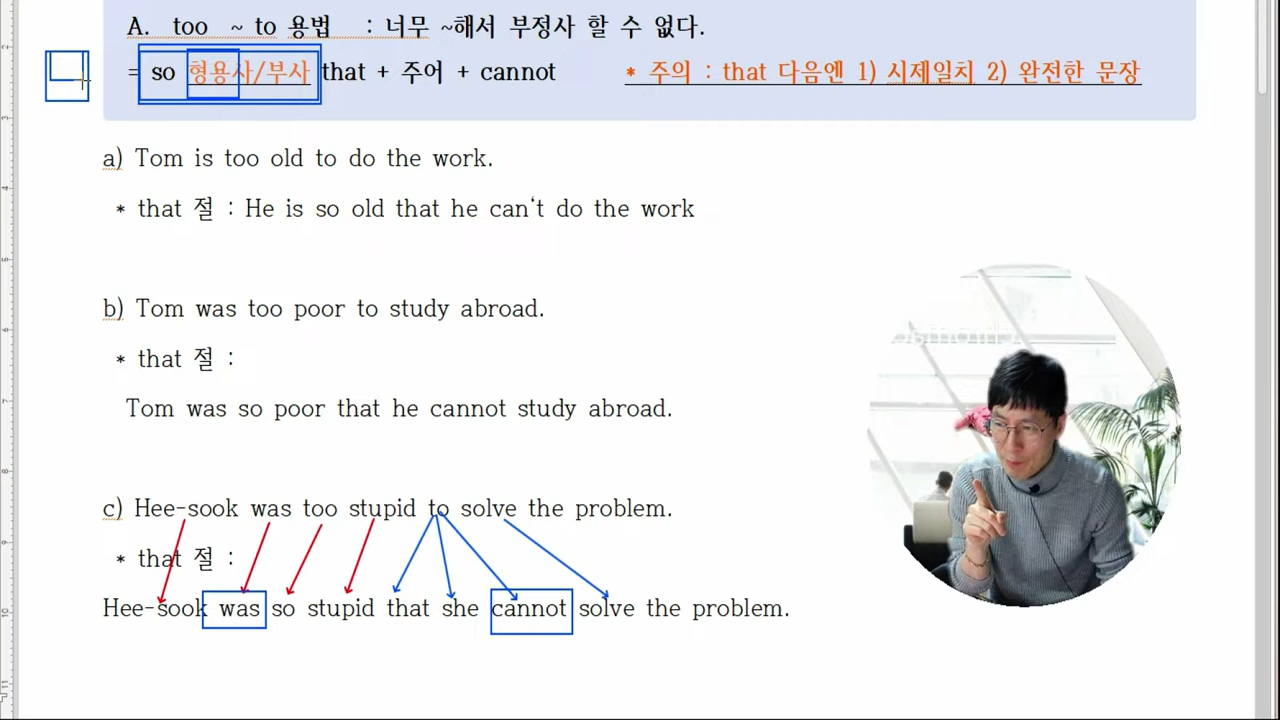 A. too ~ to 용법 : 너무 ~해서 부정사 할 수 없다.
= so 형용사/부사 that + 주어 + cannot * 주의 : that 다음엔 1) 시제일치 2) 완전한 문장
a) Tom is too old to do the work.
* that 절 : He is so old that he can‘t do the work
b) Tom was too poor to study abroad.
* that 절 :
Tom was so poor that he cannot study abroad.
c) Hee-sook was too stupid to solve the problem.
* that 절 :
Hee-sook was so stupid that she cannot solve the problem.